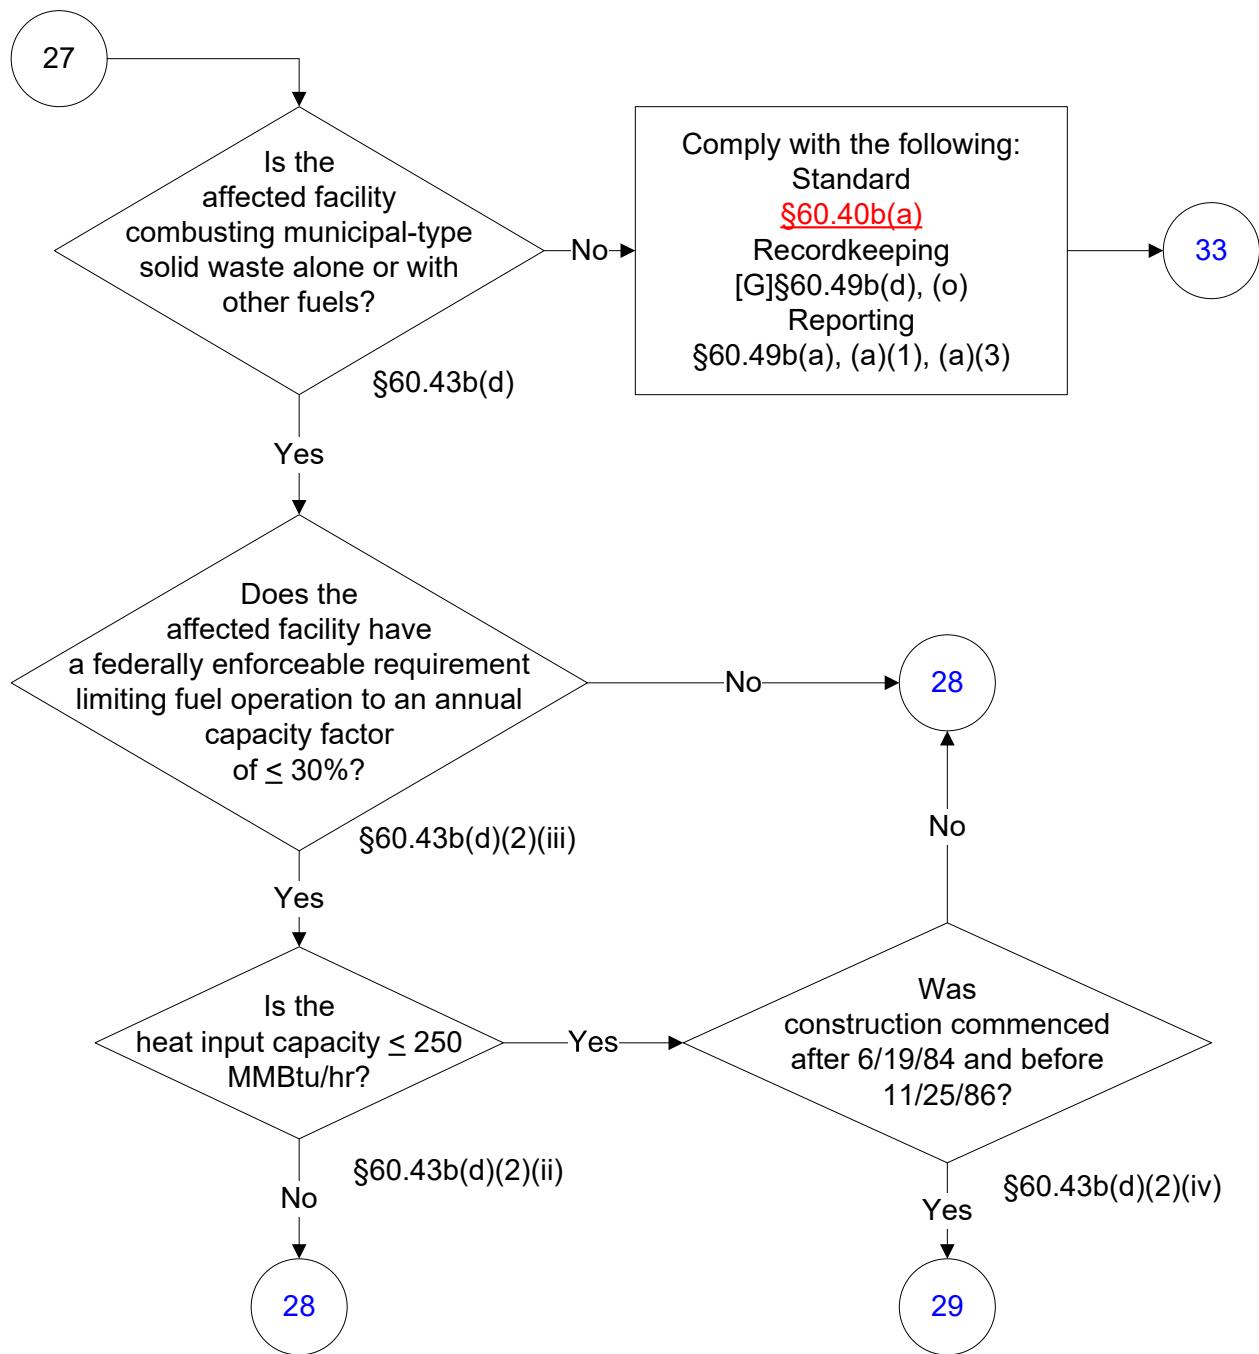 27
Is the
affected facility
combusting municipal-type
solid waste alone or with
other fuels?
§60.43b(d)
No
Comply with the following:
Standard
§60.40b(a)
Recordkeeping
[G]§60.49b(d), (o)
Reporting
§60.49b(a), (a)(1), (a)(3)
33
Yes
Does the
affected facility have
a federally enforceable requirement
limiting fuel operation to an annual
capacity factor
of ≤ 30%?
§60.43b(d)(2)(iii)
No
28
Yes
Is the
heat input capacity ≤ 250
MMBtu/hr?
§60.43b(d)(2)(ii)
Yes
Was
construction commenced
after 6/19/84 and before
11/25/86?
§60.43b(d)(2)(iv)
No
No
28
Yes
29